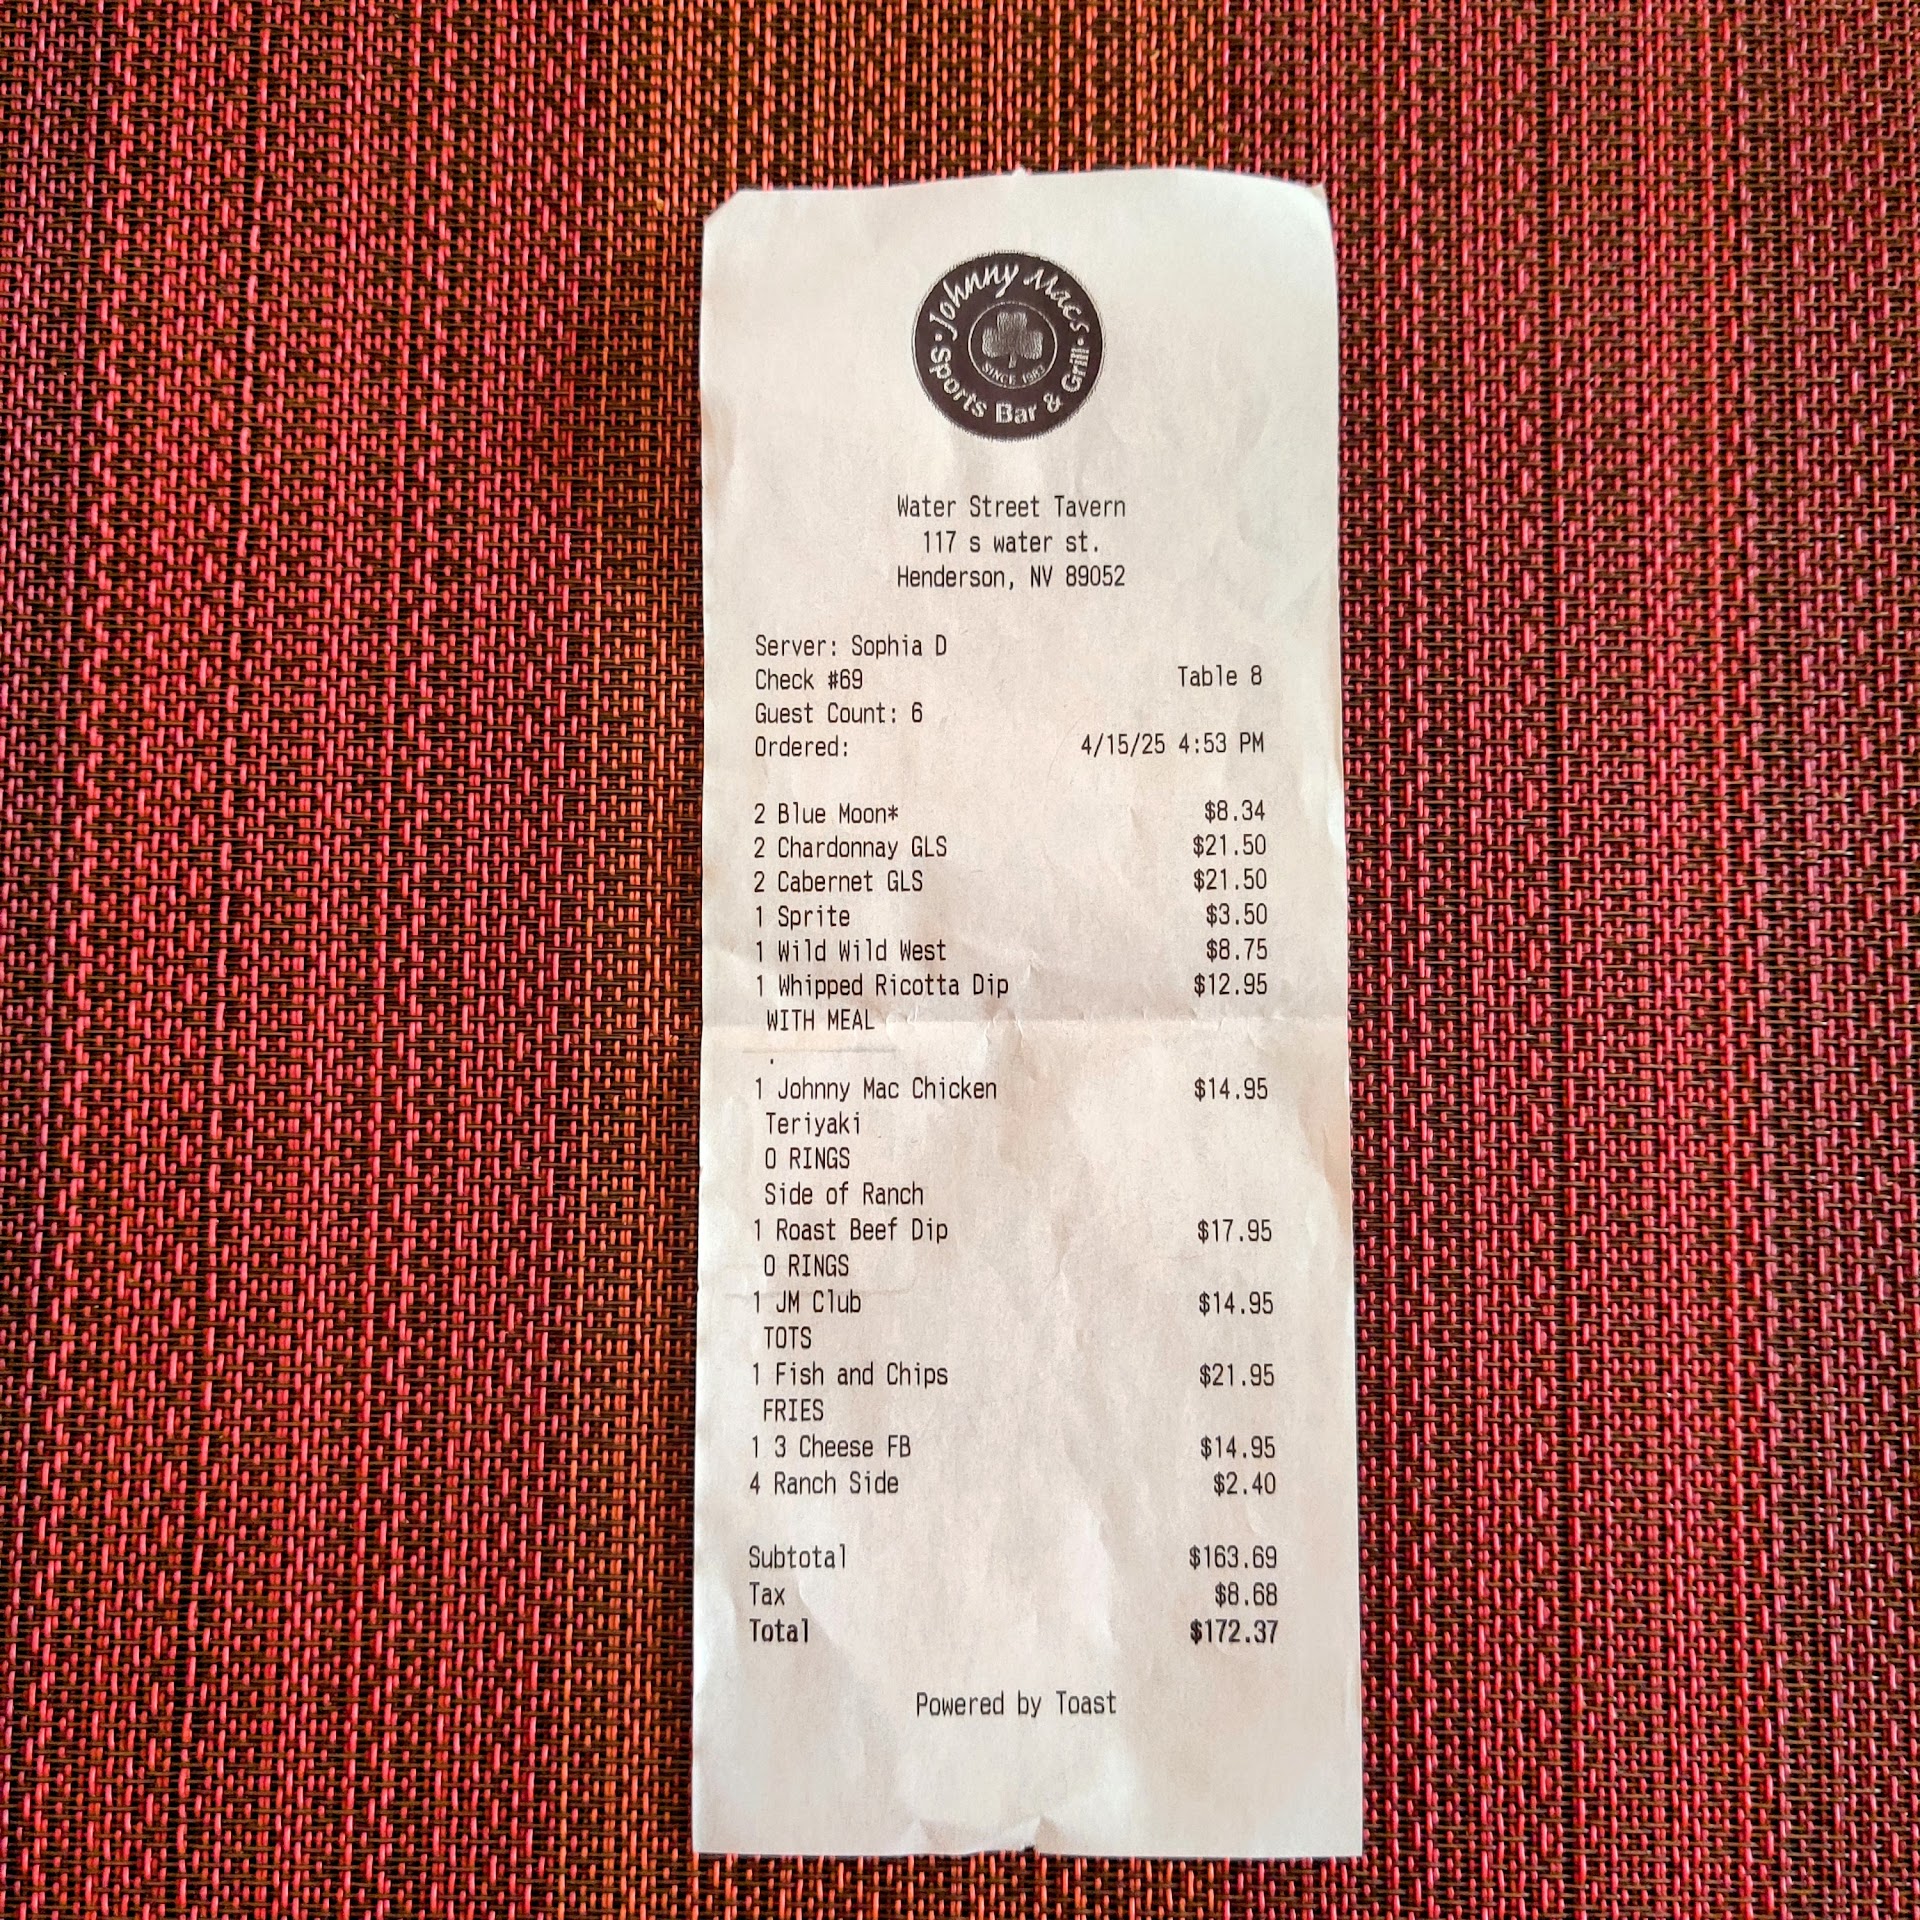 Johnny Macs
SINCE 1983
Sports Bar & Grill
Water Street Tavern
117 s water st.
Henderson, NV 89052
Server: Sophia D
Check #69 Table 8
Guest Count: 6
Ordered: 4/15/25 4:53 PM
2 Blue Moon* $8.34
2 Chardonnay GLS $21.50
2 Cabernet GLS $21.50
1 Sprite $3.50
1 Wild Wild West $8.75
1 Whipped Ricotta Dip $12.95
WITH MEAL
.
1 Johnny Mac Chicken $14.95
Teriyaki
O RINGS
Side of Ranch
1 Roast Beef Dip $17.95
O RINGS
1 JM Club $14.95
TOTS
1 Fish and Chips $21.95
FRIES
1 3 Cheese FB $14.95
4 Ranch Side $2.40
Subtotal $163.69
Tax $8.68
Total $172.37
Powered by Toast